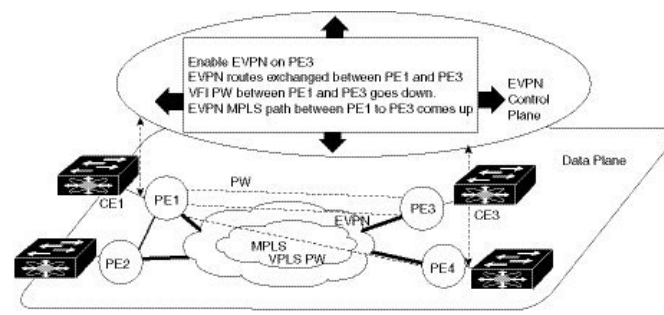 Enable EVPN on PE3
EVPN routes exchanged between PE1 and PE3
VFI PW between PE1 and PE3 goes down.
EVPN MPLS path between PE1 to PE3 comes up
EVPN
Control
Plane
Data Plane
PW
CE1
PE1
PE3
CE3
EVPN
MPLS
VPLS PW
PE2
PE4